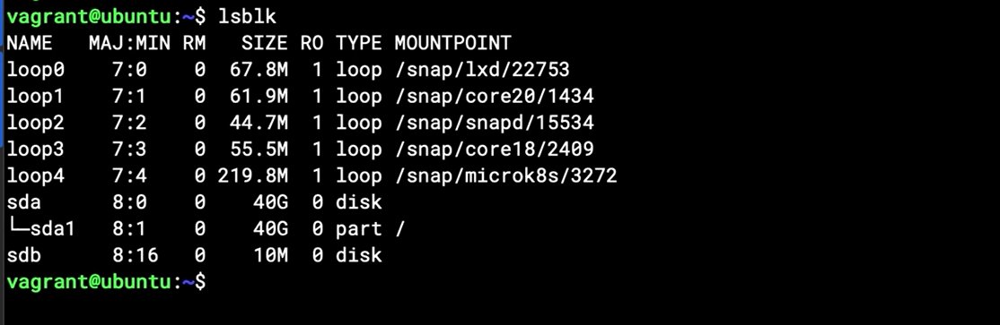 vagrant@ubuntu:~$ lsblk
NAME   MAJ:MIN RM   SIZE RO TYPE MOUNTPOINT
loop0    7:0    0  67.8M  1 loop /snap/lxd/22753
loop1    7:1    0  61.9M  1 loop /snap/core20/1434
loop2    7:2    0  44.7M  1 loop /snap/snapd/15534
loop3    7:3    0  55.5M  1 loop /snap/core18/2409
loop4    7:4    0 219.8M  1 loop /snap/microk8s/3272
sda      8:0    0    40G  0 disk
└─sda1   8:1    0    40G  0 part /
sdb      8:16   0    10M  0 disk
vagrant@ubuntu:~$